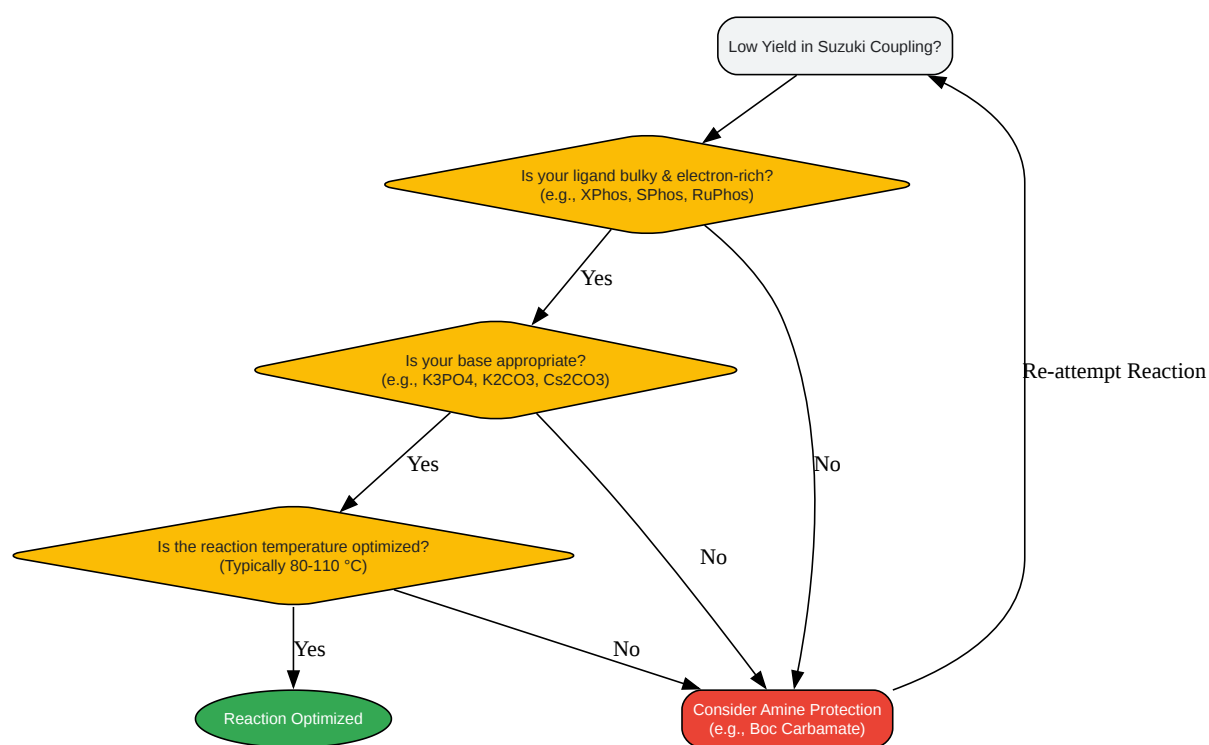 Low Yield in Suzuki Coupling?
Is your ligand bulky & electron-rich?
(e.g., XPhos, SPhos, RuPhos)
Yes
Is your base appropriate?
(e.g., K3PO4, K2CO3, Cs2CO3)
Re-attempt Reaction
Yes
No
Is the reaction temperature optimized?
(Typically 80-110 °C)
No
Yes
No
Reaction Optimized
Consider Amine Protection
(e.g., Boc Carbamate)